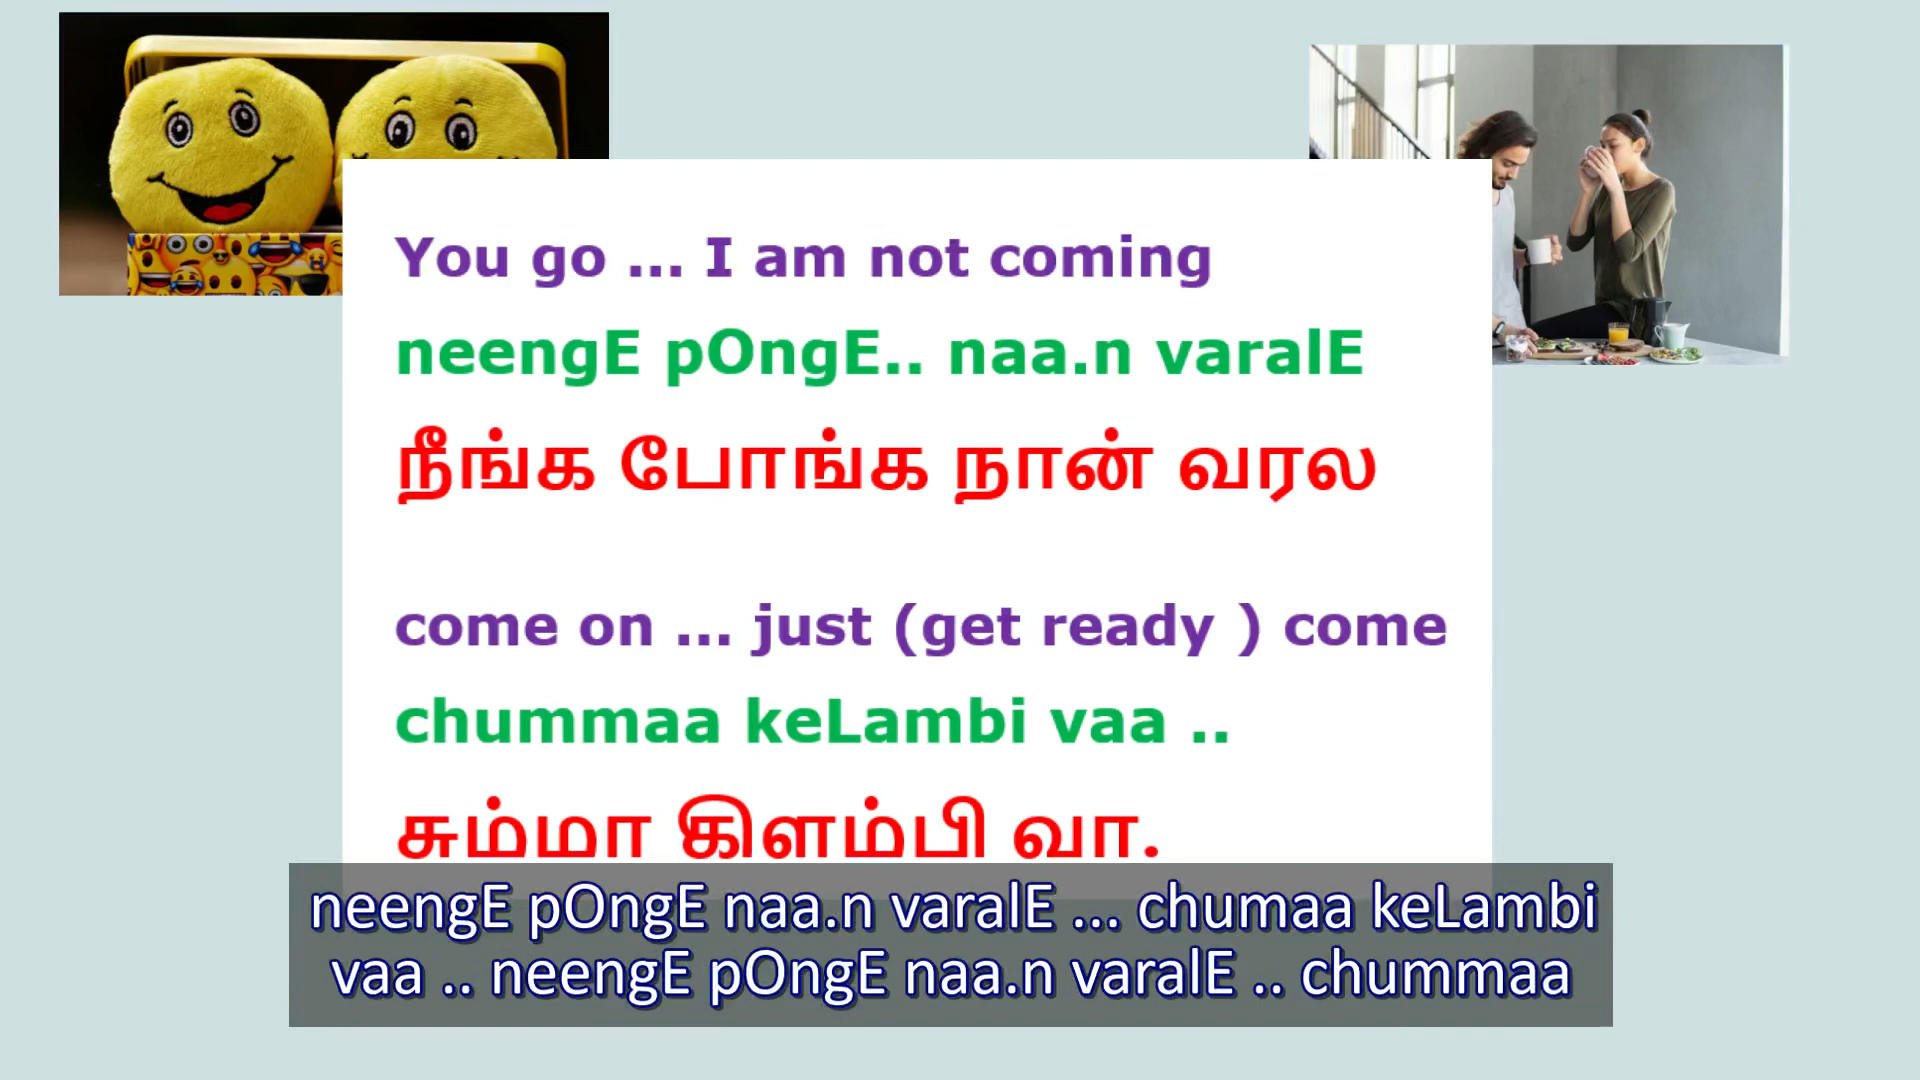 You go ... I am not coming
neengE pOngE.. naa.n varalE
நீங்க போங்க நான் வரல
come on ... just (get ready ) come
chummaa keLambi vaa ..
சும்மா கிளம்பி வா.
neengE pOngE naa.n varalE ... chumaa keLambi
vaa .. neengE pOngE naa.n varalE .. chummaa